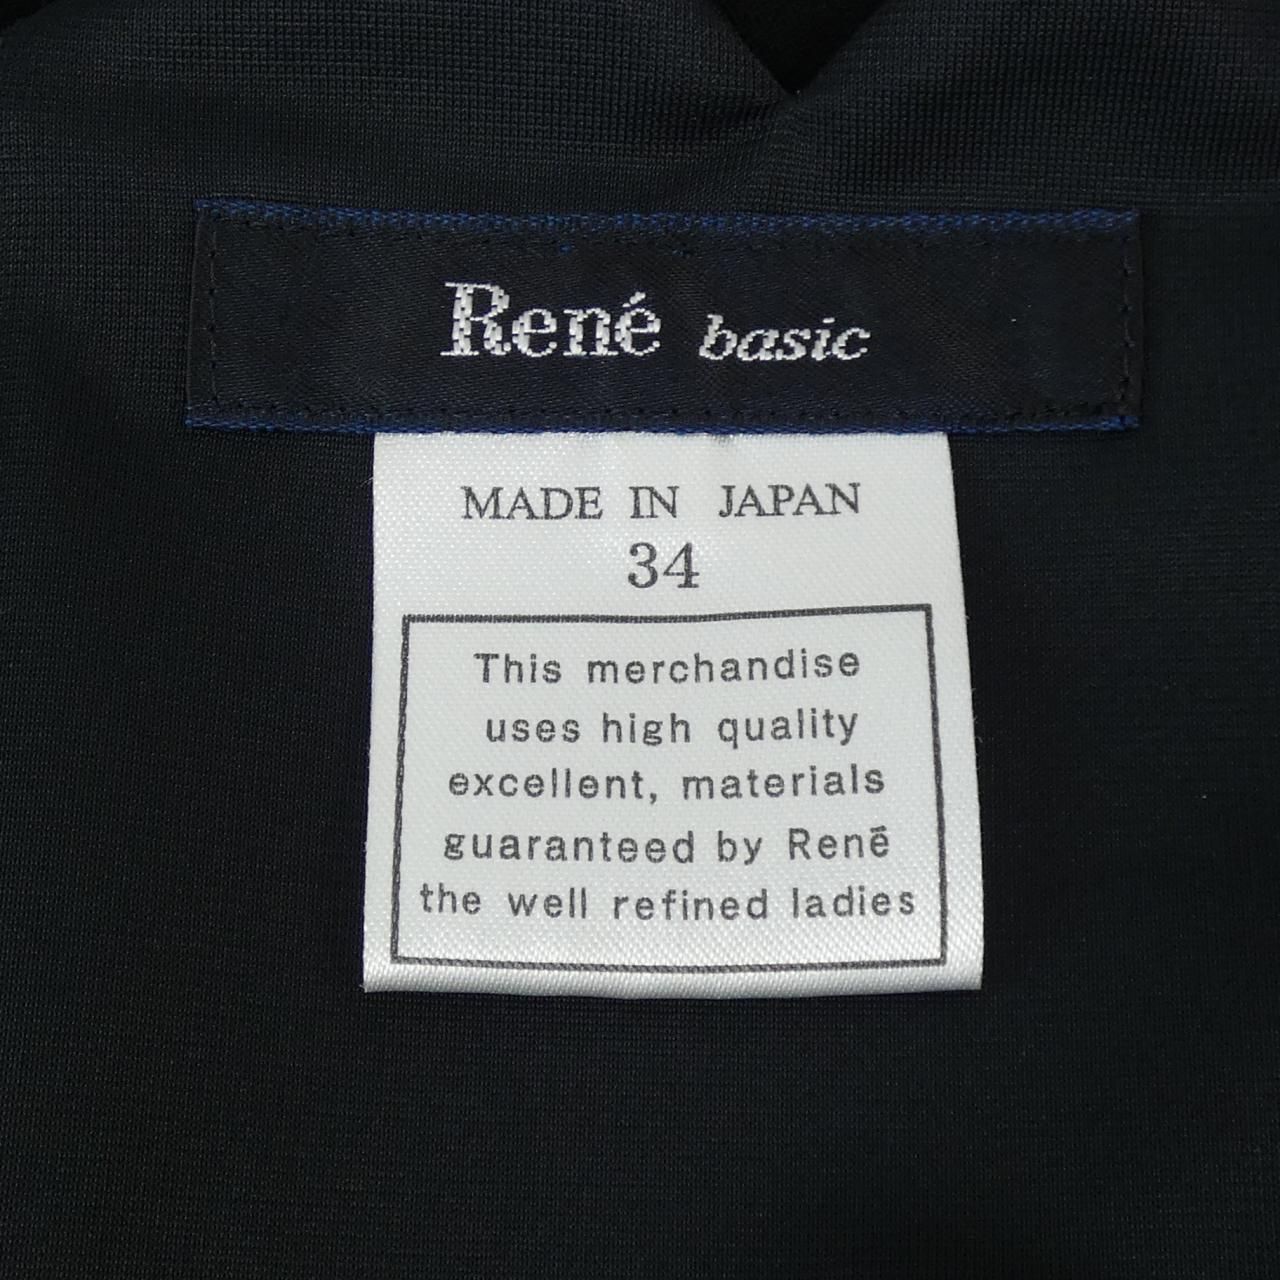 René basic
MADE IN JAPAN
34
This merchandise
uses high quality
excellent, materials
guaranteed by Renē
the well refined ladies